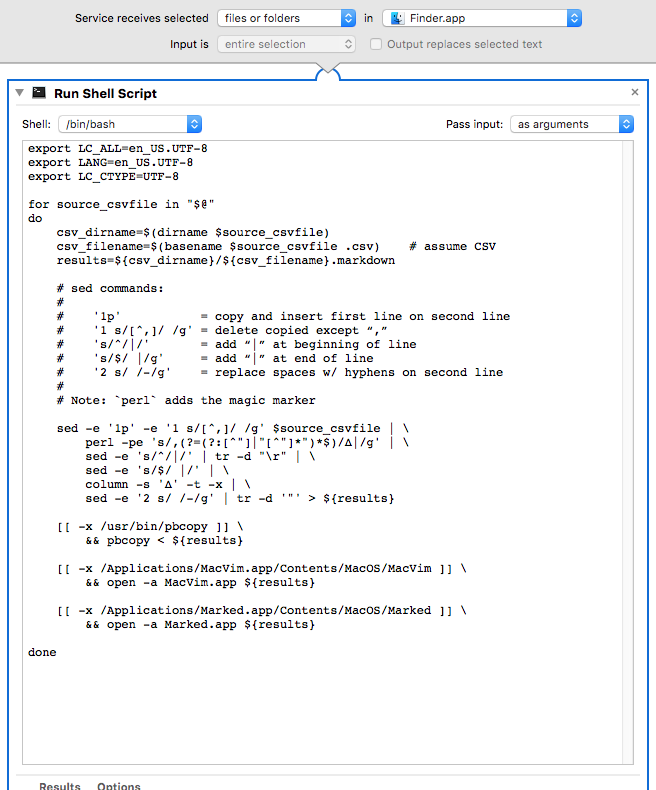 Service receives selected files or folders in Finder.app
Input is entire selection Output replaces selected text
Run Shell Script
Shell: /bin/bash Pass input: as arguments
export LC_ALL=en_US.UTF-8
export LANG=en_US.UTF-8
export LC_CTYPE=UTF-8

for source_csvfile in "$@"
do
    csv_dirname=$(dirname $source_csvfile)
    csv_filename=$(basename $source_csvfile .csv)    # assume CSV
    results=${csv_dirname}/${csv_filename}.markdown

    # sed commands:
    #
    #    '1p'           = copy and insert first line on second line
    #    '1 s/[^,]/ /g' = delete copied except “,”
    #    's/^/|/'       = add “|” at beginning of line
    #    's/$/ |/g'     = add “|” at end of line
    #    '2 s/ /-/g'    = replace spaces w/ hyphens on second line
    #
    # Note: `perl` adds the magic marker

    sed -e '1p' -e '1 s/[^,]/ /g' $source_csvfile | \
        perl -pe 's/,(?=(?:[^"]|"[^"]*")*$)/∆|/g' | \
        sed -e 's/^/|/' | tr -d "\r" | \
        sed -e 's/$/ |/' | \
        column -s '∆' -t -x | \
        sed -e '2 s/ /-/g' | tr -d '"' > ${results}

    [[ -x /usr/bin/pbcopy ]] \
        && pbcopy < ${results}

    [[ -x /Applications/MacVim.app/Contents/MacOS/MacVim ]] \
        && open -a MacVim.app ${results}

    [[ -x /Applications/Marked.app/Contents/MacOS/Marked ]] \
        && open -a Marked.app ${results}

done
Results Options